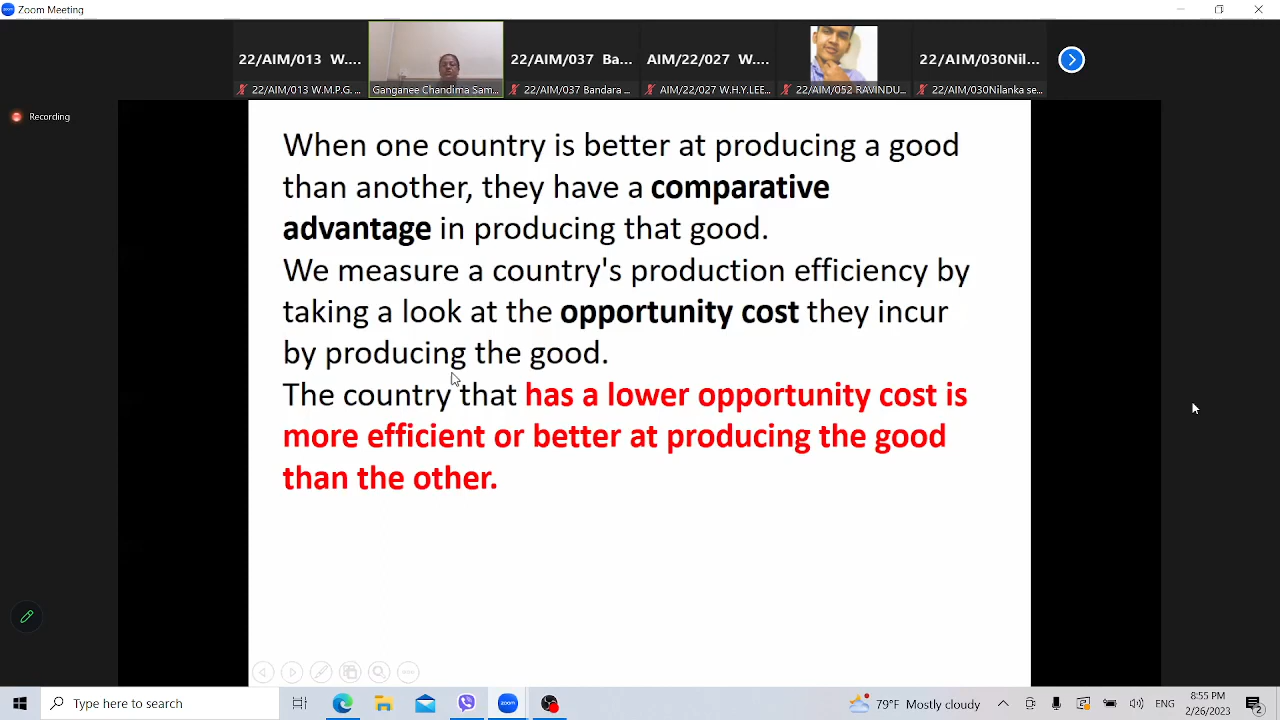 Zoom Meeting
22/AIM/013 W....
22/AIM/037 Ba...
AIM/22/027 W....
22/AIM/030Nil...
22/AIM/013 W.M.P.G. ...
Ganganee Chandima Sam...
22/AIM/037 Bandara ...
AIM/22/027 W.H.Y.LEE...
22/AIM/052 RAVINDU...
22/AIM/030Nilanka se...
Recording
When one country is better at producing a good
than another, they have a comparative
advantage in producing that good.
We measure a country's production efficiency by
taking a look at the opportunity cost they incur
by producing the good.
The country that has a lower opportunity cost is
more efficient or better at producing the good
than the other.
Type here to search
79°F Mostly cloudy
ENG
8:55 PM
2/26/2023
2